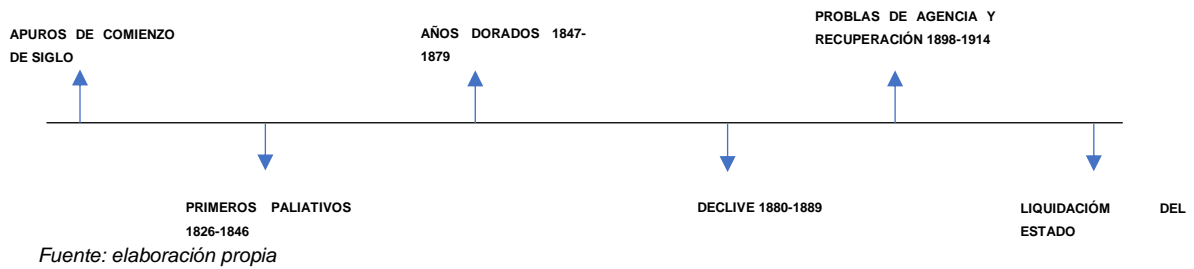 APUROS DE COMIENZO
DE SIGLO
PRIMEROS PALIATIVOS
1826-1846
AÑOS DORADOS 1847-
1879
DECLIVE 1880-1889
PROBLAS DE AGENCIA Y
RECUPERACIÓN 1898-1914
LIQUIDACIÓM DEL
ESTADO
Fuente: elaboración propia